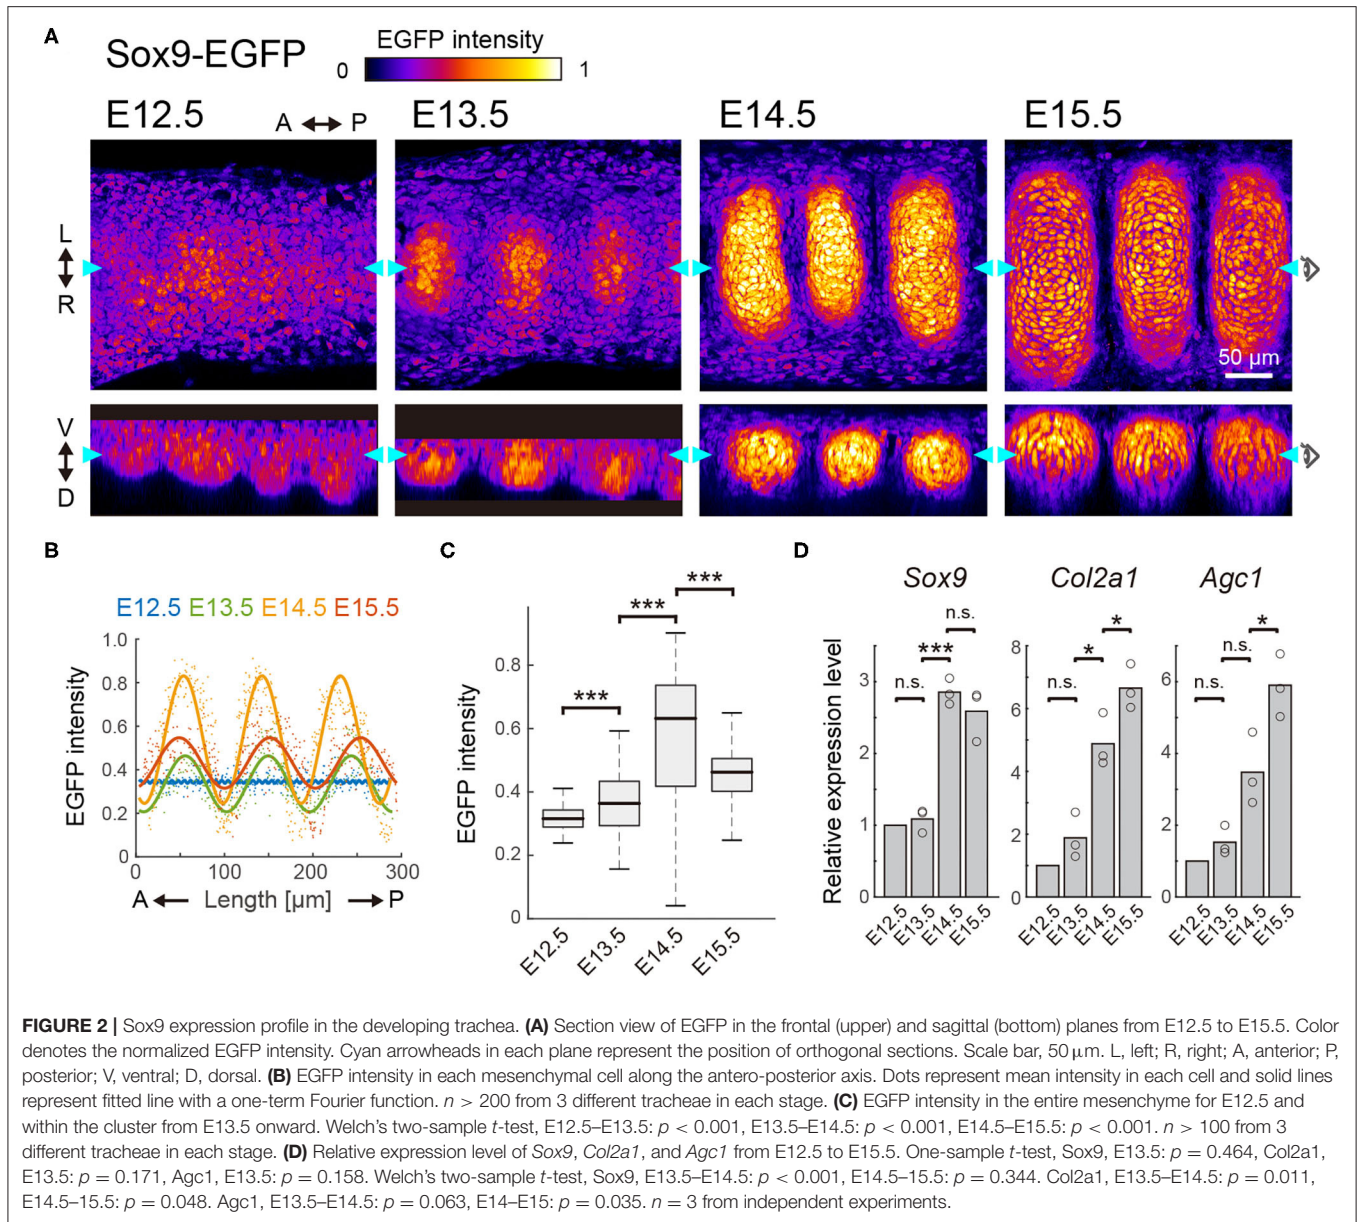 A
Sox9-EGFP
EGFP intensity
0 1
E12.5 A P E13.5 E14.5 E15.5
L
R
50 µm
V
D
B
E12.5 E13.5 E14.5 E15.5
EGFP intensity
1.0
0.8
0.6
0.4
0.2
0
0 100 200 300
A Length [µm] P
C
***
***
***
EGFP intensity
0.8
0.6
0.4
0.2
0
E12.5 E13.5 E14.5 E15.5
D
Sox9 Col2a1 Agc1
Relative expression level
n.s.
***
n.s.
3
2
1
0
E12.5 E13.5 E14.5 E15.5
n.s.
*
*
8
6
4
2
0
E12.5 E13.5 E14.5 E15.5
n.s.
n.s.
*
6
4
2
0
E12.5 E13.5 E14.5 E15.5
FIGURE 2 | Sox9 expression profile in the developing trachea. (A) Section view of EGFP in the frontal (upper) and sagittal (bottom) planes from E12.5 to E15.5. Color
denotes the normalized EGFP intensity. Cyan arrowheads in each plane represent the position of orthogonal sections. Scale bar, 50 µm. L, left; R, right; A, anterior; P,
posterior; V, ventral; D, dorsal. (B) EGFP intensity in each mesenchymal cell along the antero-posterior axis. Dots represent mean intensity in each cell and solid lines
represent fitted line with a one-term Fourier function. n > 200 from 3 different tracheae in each stage. (C) EGFP intensity in the entire mesenchyme for E12.5 and
within the cluster from E13.5 onward. Welch's two-sample t-test, E12.5–E13.5: p < 0.001, E13.5–E14.5: p < 0.001, E14.5–E15.5: p < 0.001. n > 100 from 3
different tracheae in each stage. (D) Relative expression level of Sox9, Col2a1, and Agc1 from E12.5 to E15.5. One-sample t-test, Sox9, E13.5: p = 0.464, Col2a1,
E13.5: p = 0.171, Agc1, E13.5: p = 0.158. Welch's two-sample t-test, Sox9, E13.5–E14.5: p < 0.001, E14.5–15.5: p = 0.344. Col2a1, E13.5–E14.5: p = 0.011,
E14.5–15.5: p = 0.048. Agc1, E13.5–E14.5: p = 0.063, E14–E15: p = 0.035. n = 3 from independent experiments.